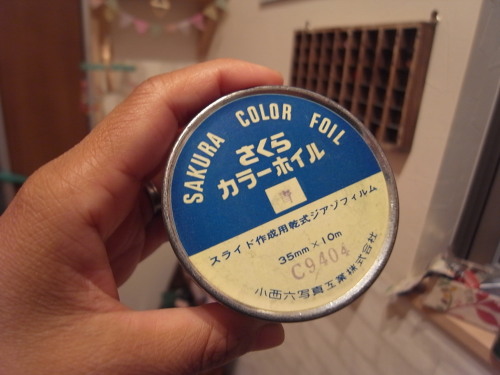 SAKURA COLOR FOIL
さくら
カラーホイル
スライド作成用乾式ジアゾフィルム
35mm×10m
C9404
小西六写真工業株式会社